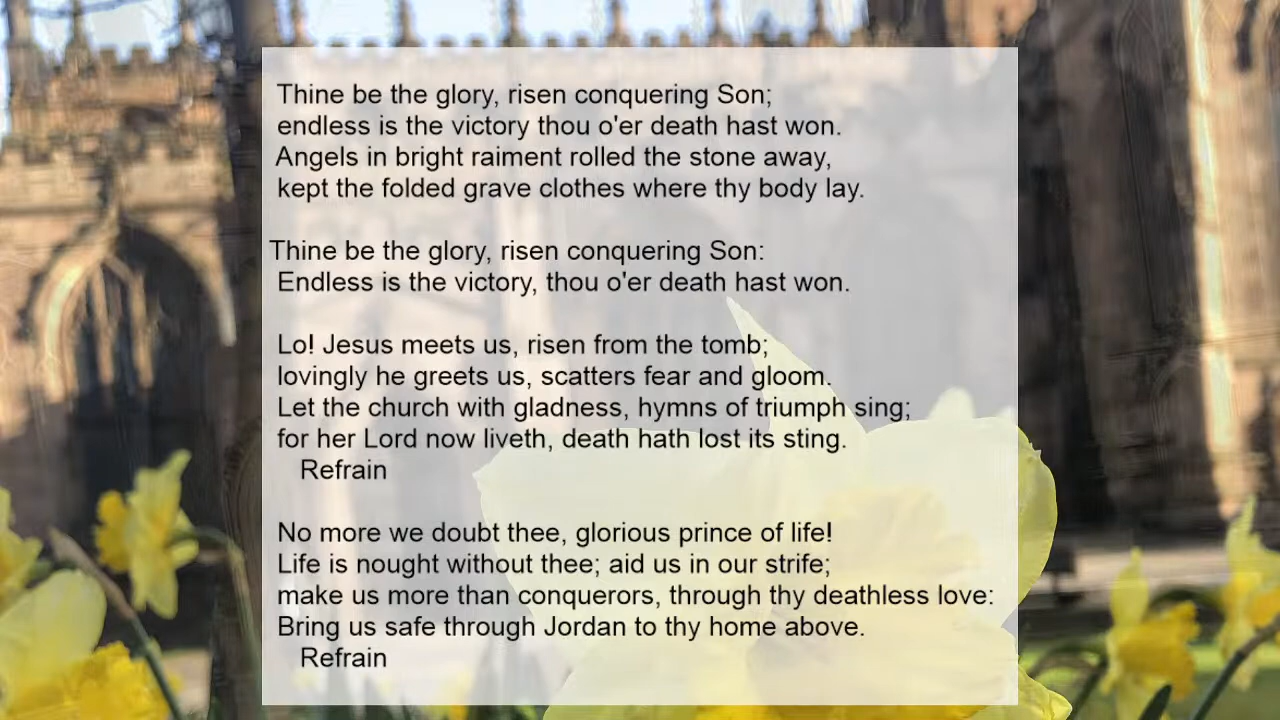 Thine be the glory, risen conquering Son;
endless is the victory thou o'er death hast won.
Angels in bright raiment rolled the stone away,
kept the folded grave clothes where thy body lay.
Thine be the glory, risen conquering Son:
Endless is the victory, thou o'er death hast won.
Lo! Jesus meets us, risen from the tomb;
lovingly he greets us, scatters fear and gloom.
Let the church with gladness, hymns of triumph sing;
for her Lord now liveth, death hath lost its sting.
Refrain
No more we doubt thee, glorious prince of life!
Life is nought without thee; aid us in our strife;
make us more than conquerors, through thy deathless love:
Bring us safe through Jordan to thy home above.
Refrain